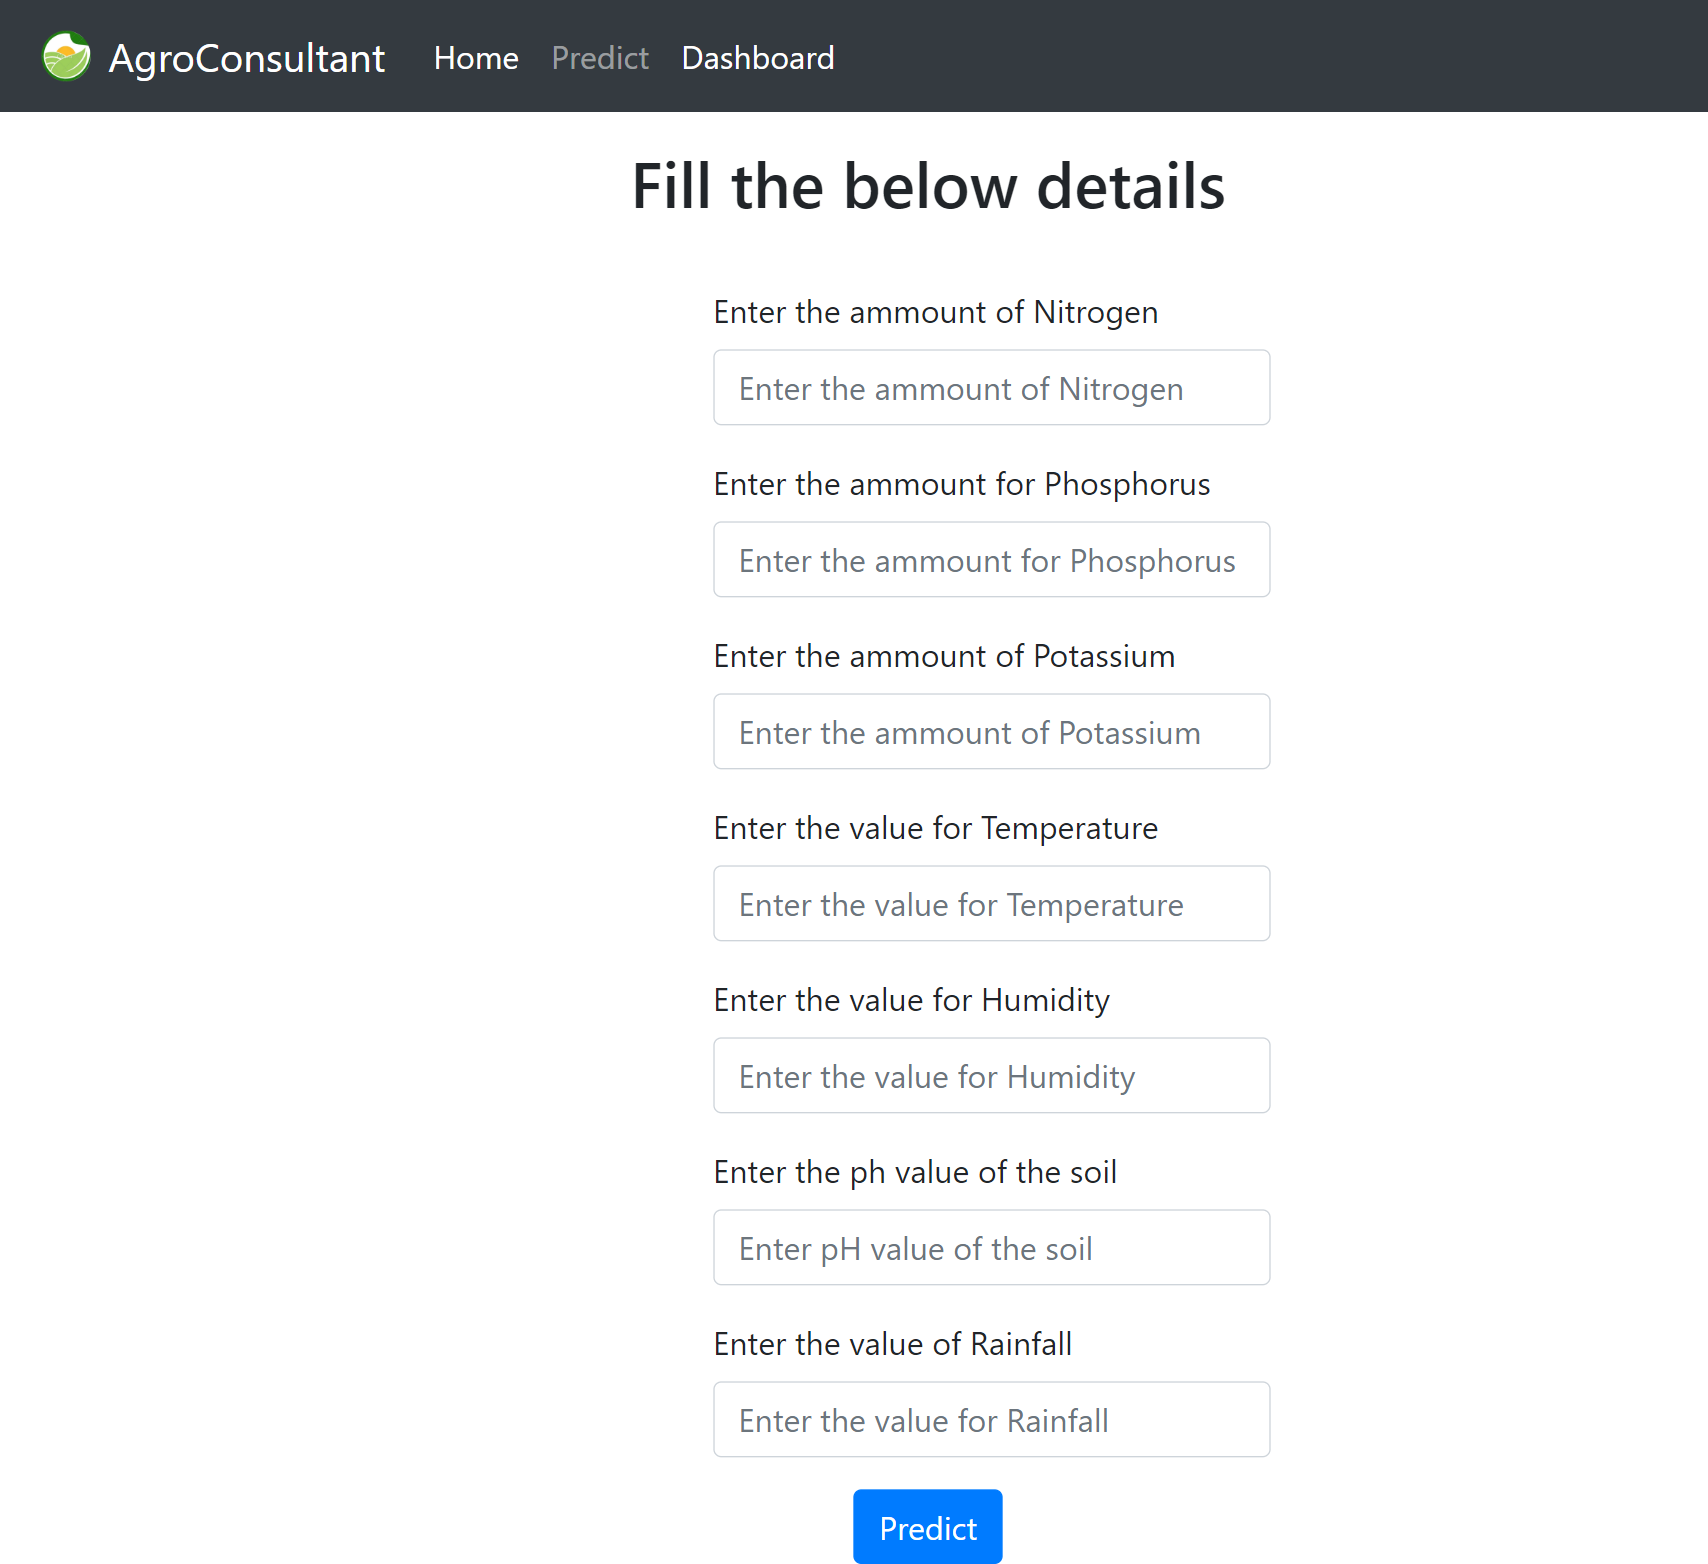 AgroConsultant Home Predict Dashboard
Fill the below details
Enter the ammount of Nitrogen
Enter the ammount of Nitrogen
Enter the ammount for Phosphorus
Enter the ammount for Phosphorus
Enter the ammount of Potassium
Enter the ammount of Potassium
Enter the value for Temperature
Enter the value for Temperature
Enter the value for Humidity
Enter the value for Humidity
Enter the ph value of the soil
Enter pH value of the soil
Enter the value of Rainfall
Enter the value for Rainfall
Predict